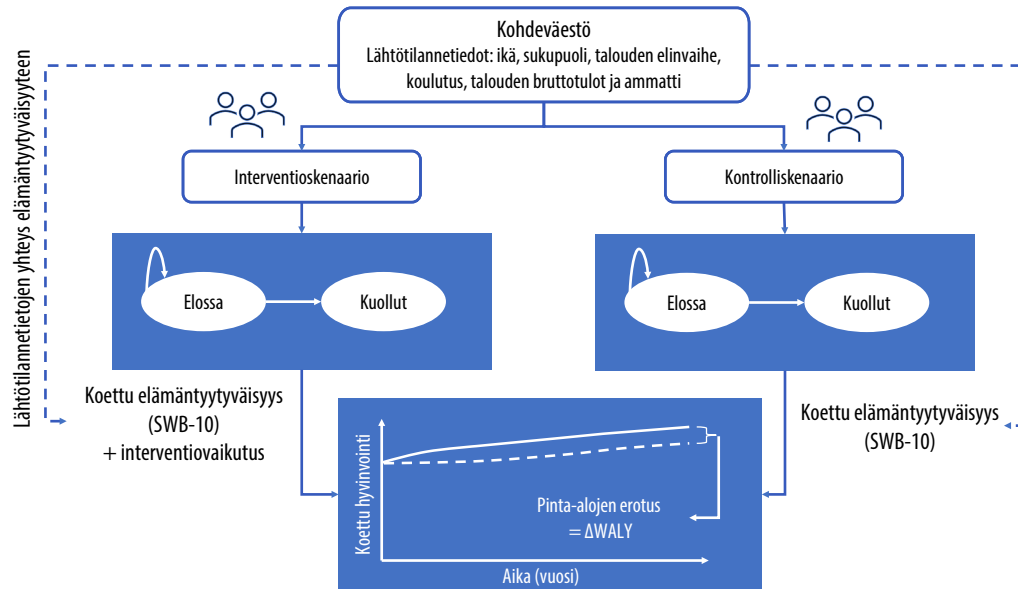 Kohdeväestö
Lähtötilannetiedot: ikä, sukupuoli, talouden elinvaihe,
koulutus, talouden bruttotulot ja ammatti
Lähtötilannetietojen yhteys elämäntyytyväisyyteen
Interventioskenaario
Kontrolliskenaario
Elossa
Kuollut
Elossa
Kuollut
Koettu elämäntyytyväisyys
(SWB-10)
+ interventiovaikutus
Koettu elämäntyytyväisyys
(SWB-10)
Koettu hyvinvointi
Pinta-alojen erotus
= ΔWALY
Aika (vuosi)